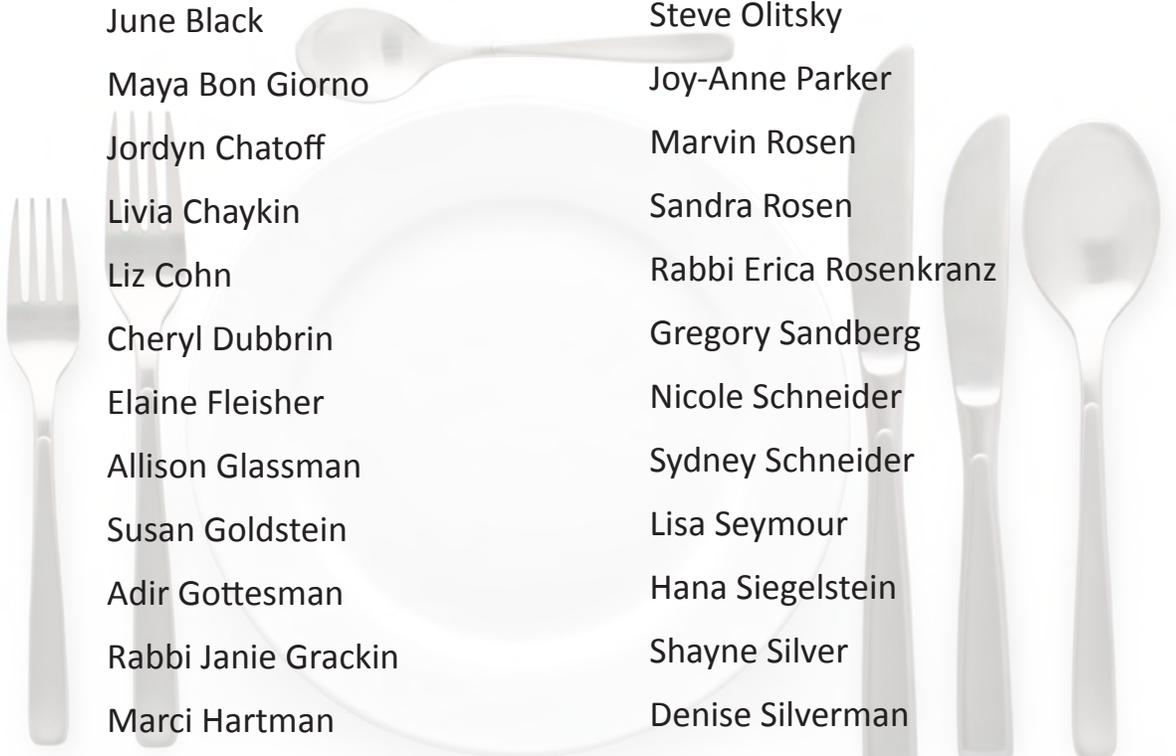 June Black
Maya Bon Giorno
Jordyn Chatoff
Livia Chaykin
Liz Cohn
Cheryl Dubbrin
Elaine Fleisher
Allison Glassman
Susan Goldstein
Adir Gottesman
Rabbi Janie Grackin
Marci Hartman
Steve Olitsky
Joy-Anne Parker
Marvin Rosen
Sandra Rosen
Rabbi Erica Rosenkranz
Gregory Sandberg
Nicole Schneider
Sydney Schneider
Lisa Seymour
Hana Siegelstein
Shayne Silver
Denise Silverman